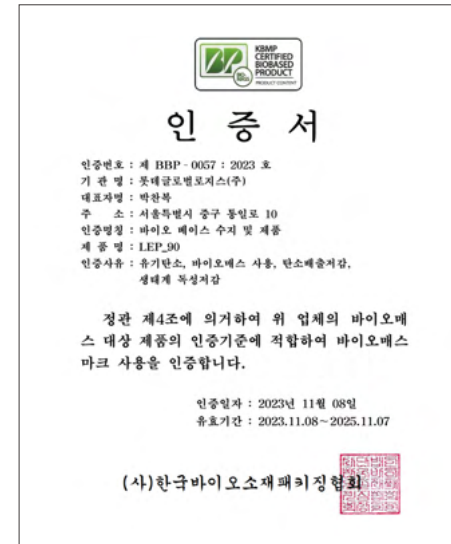 KBMP
CERTIFIED
BIOBASED
PRODUCT
PRODUCT CONTENT
인 증 서
인증번호 : 제 BBP - 0057 : 2023 호
기 관 명 : 롯데글로벌로지스(주)
대표자명 : 박찬복
주 소 : 서울특별시 중구 통일로 10
인증명칭 : 바이오 베이스 수지 및 제품
제 품 명 : LEP_90
인증사유 : 유기탄소, 바이오매스 사용, 탄소배출저감,
생태계 독성저감
정관 제4조에 의거하여 위 업체의 바이오매
스 대상 제품의 인증기준에 적합하여 바이오매스
마크 사용을 인증합니다.
인증일자 : 2023년 11월 08일
유효기간 : 2023.11.08~2025.11.07
(사)한국바이오소재패키징협회